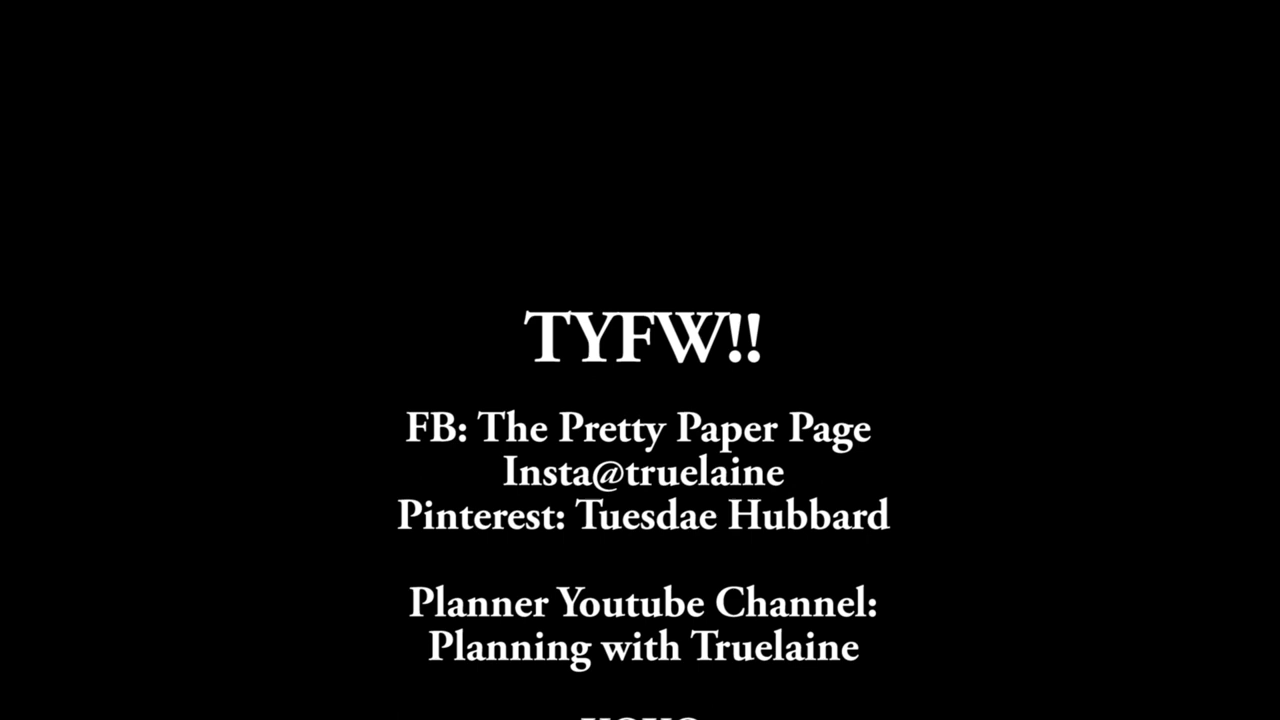 TYFW!!
FB: The Pretty Paper Page
Insta@truelaine
Pinterest: Tuesdae Hubbard
Planner Youtube Channel:
Planning with Truelaine